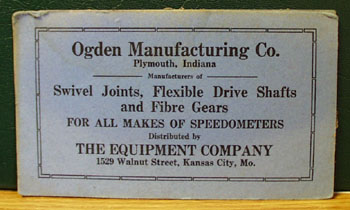 Ogden Manufacturing Co.
Plymouth, Indiana
Manufacturers of
Swivel Joints, Flexible Drive Shafts
and Fibre Gears
FOR ALL MAKES OF SPEEDOMETERS
Distributed by
THE EQUIPMENT COMPANY
1529 Walnut Street, Kansas City, Mo.